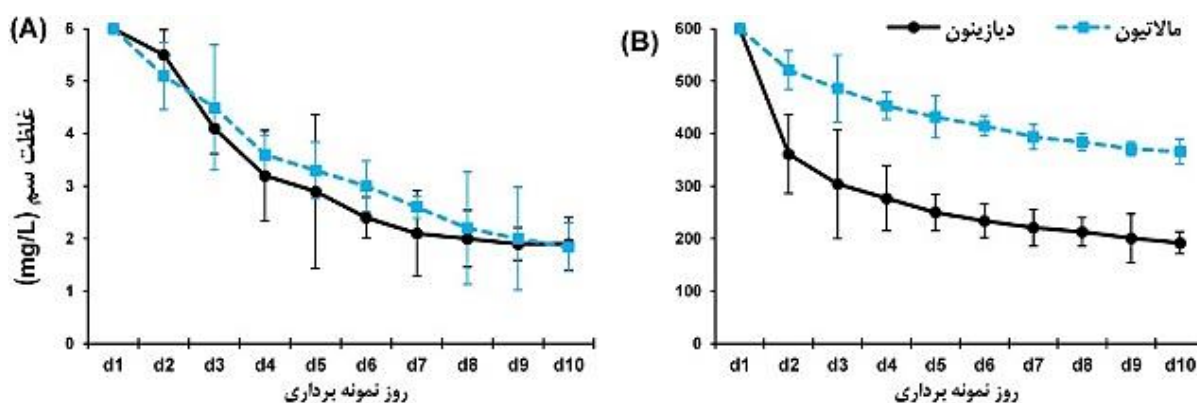 (A)
غلظت سم (mg/L)
6
5
4
3
2
1
0
d1 d2 d3 d4 d5 d6 d7 d8 d9 d10
روز نمونه برداری
(B)
دیازینون
مالاتیون
600
500
400
300
200
100
0
d1 d2 d3 d4 d5 d6 d7 d8 d9 d10
روز نمونه برداری